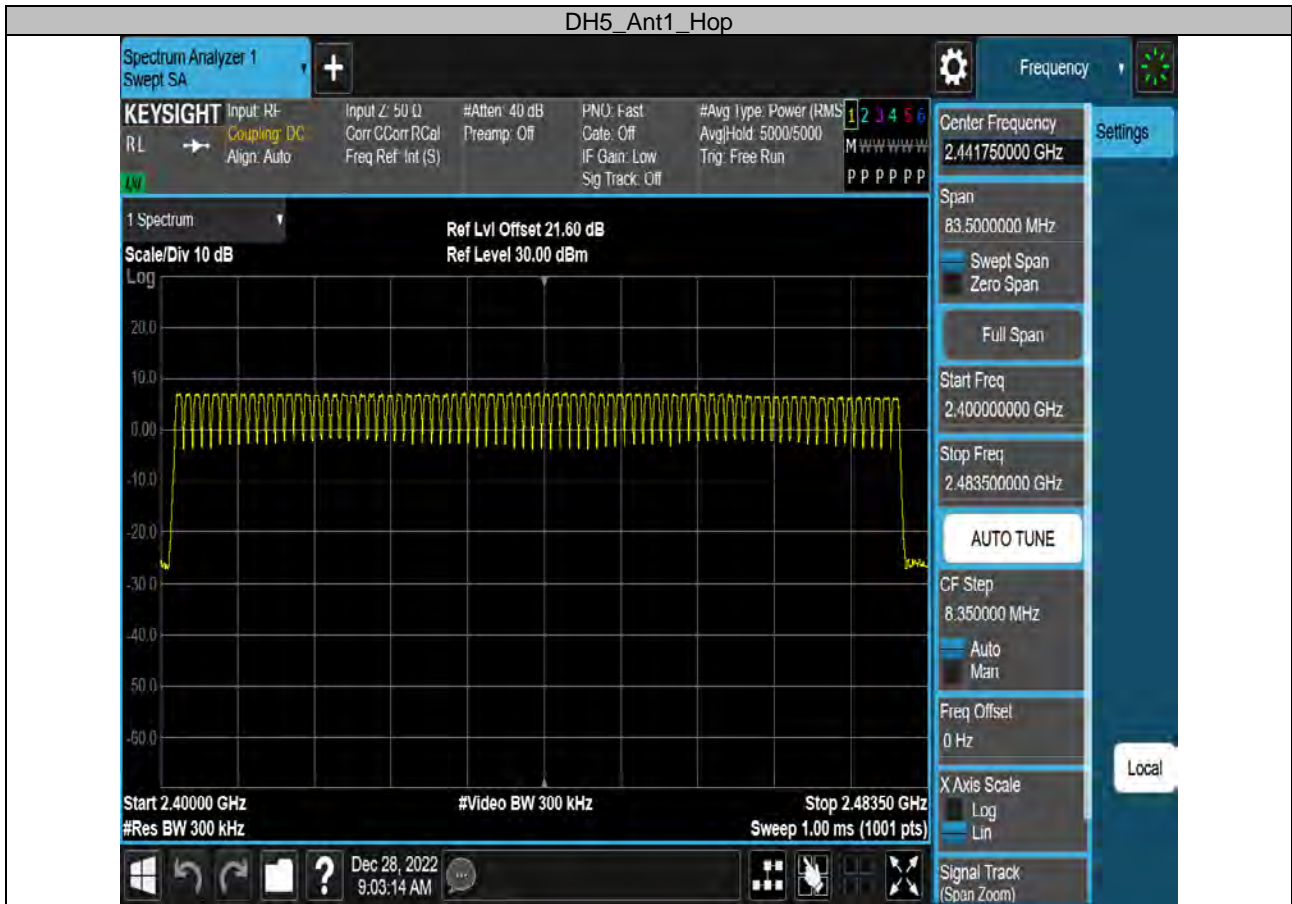 DH5_Ant1_Hop
Spectrum Analyzer 1
Swept SA
Frequency
KEYSIGHT
RL
Input: RF
Coupling: DC
Align: Auto
Input Z: 50 Ω
Corr CCorr RCal
Freq Ref: Int (S)
#Atten: 40 dB
Preamp: Off
PNO: Fast
Gate: Off
IF Gain: Low
Sig Track: Off
#Avg Type: Power (RMS
Avg|Hold: 5000/5000
Trig: Free Run
1 2 3 4 5 6
M W W W W W
P P P P P P
1 Spectrum
Scale/Div 10 dB
Ref Lvl Offset 21.60 dB
Ref Level 30.00 dBm
Log
20.0
10.0
0.00
-10.0
-20.0
-30.0
-40.0
-50.0
-60.0
Start 2.40000 GHz
#Video BW 300 kHz
Stop 2.48350 GHz
#Res BW 300 kHz
Sweep 1.00 ms (1001 pts)
Dec 28, 2022
9:03:14 AM
Center Frequency
2.441750000 GHz
Settings
Span
83.5000000 MHz
Swept Span
Zero Span
Full Span
Start Freq
2.400000000 GHz
Stop Freq
2.483500000 GHz
AUTO TUNE
CF Step
8.350000 MHz
Auto
Man
Freq Offset
0 Hz
X Axis Scale
Log
Lin
Local
Signal Track
(Span Zoom)